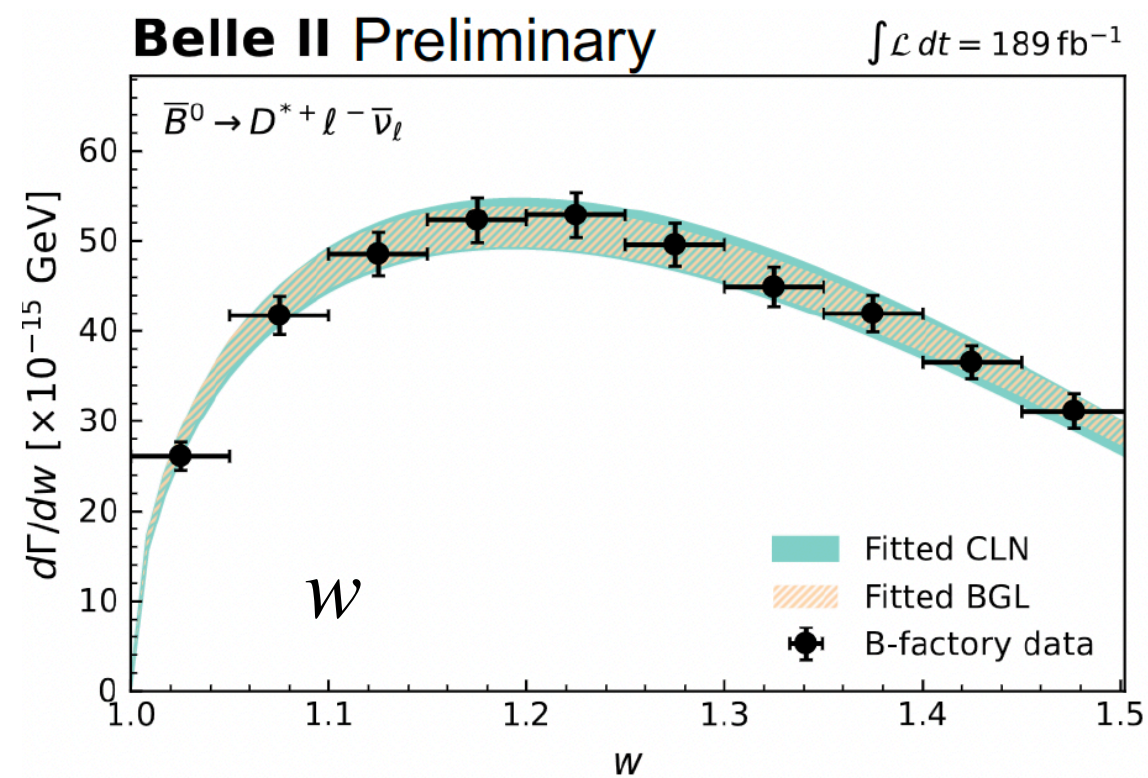 Belle II Preliminary
∫ℒ dt = 189 fb⁻¹
B̅⁰ → D*⁺ ℓ⁻ ν̅ℓ
dΓ/dw [×10⁻¹⁵ GeV]
60
50
40
30
20
10
0
w
Fitted CLN
Fitted BGL
B-factory data
1.0 1.1 1.2 1.3 1.4 1.5
w